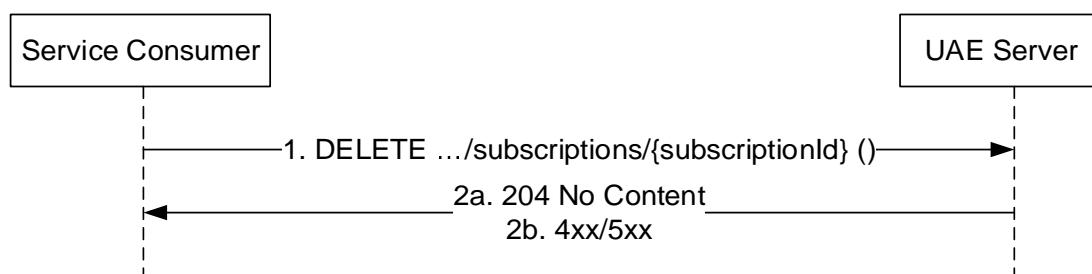 Service Consumer
UAE Server
1. DELETE …/subscriptions/{subscriptionId} ()
2a. 204 No Content
2b. 4xx/5xx